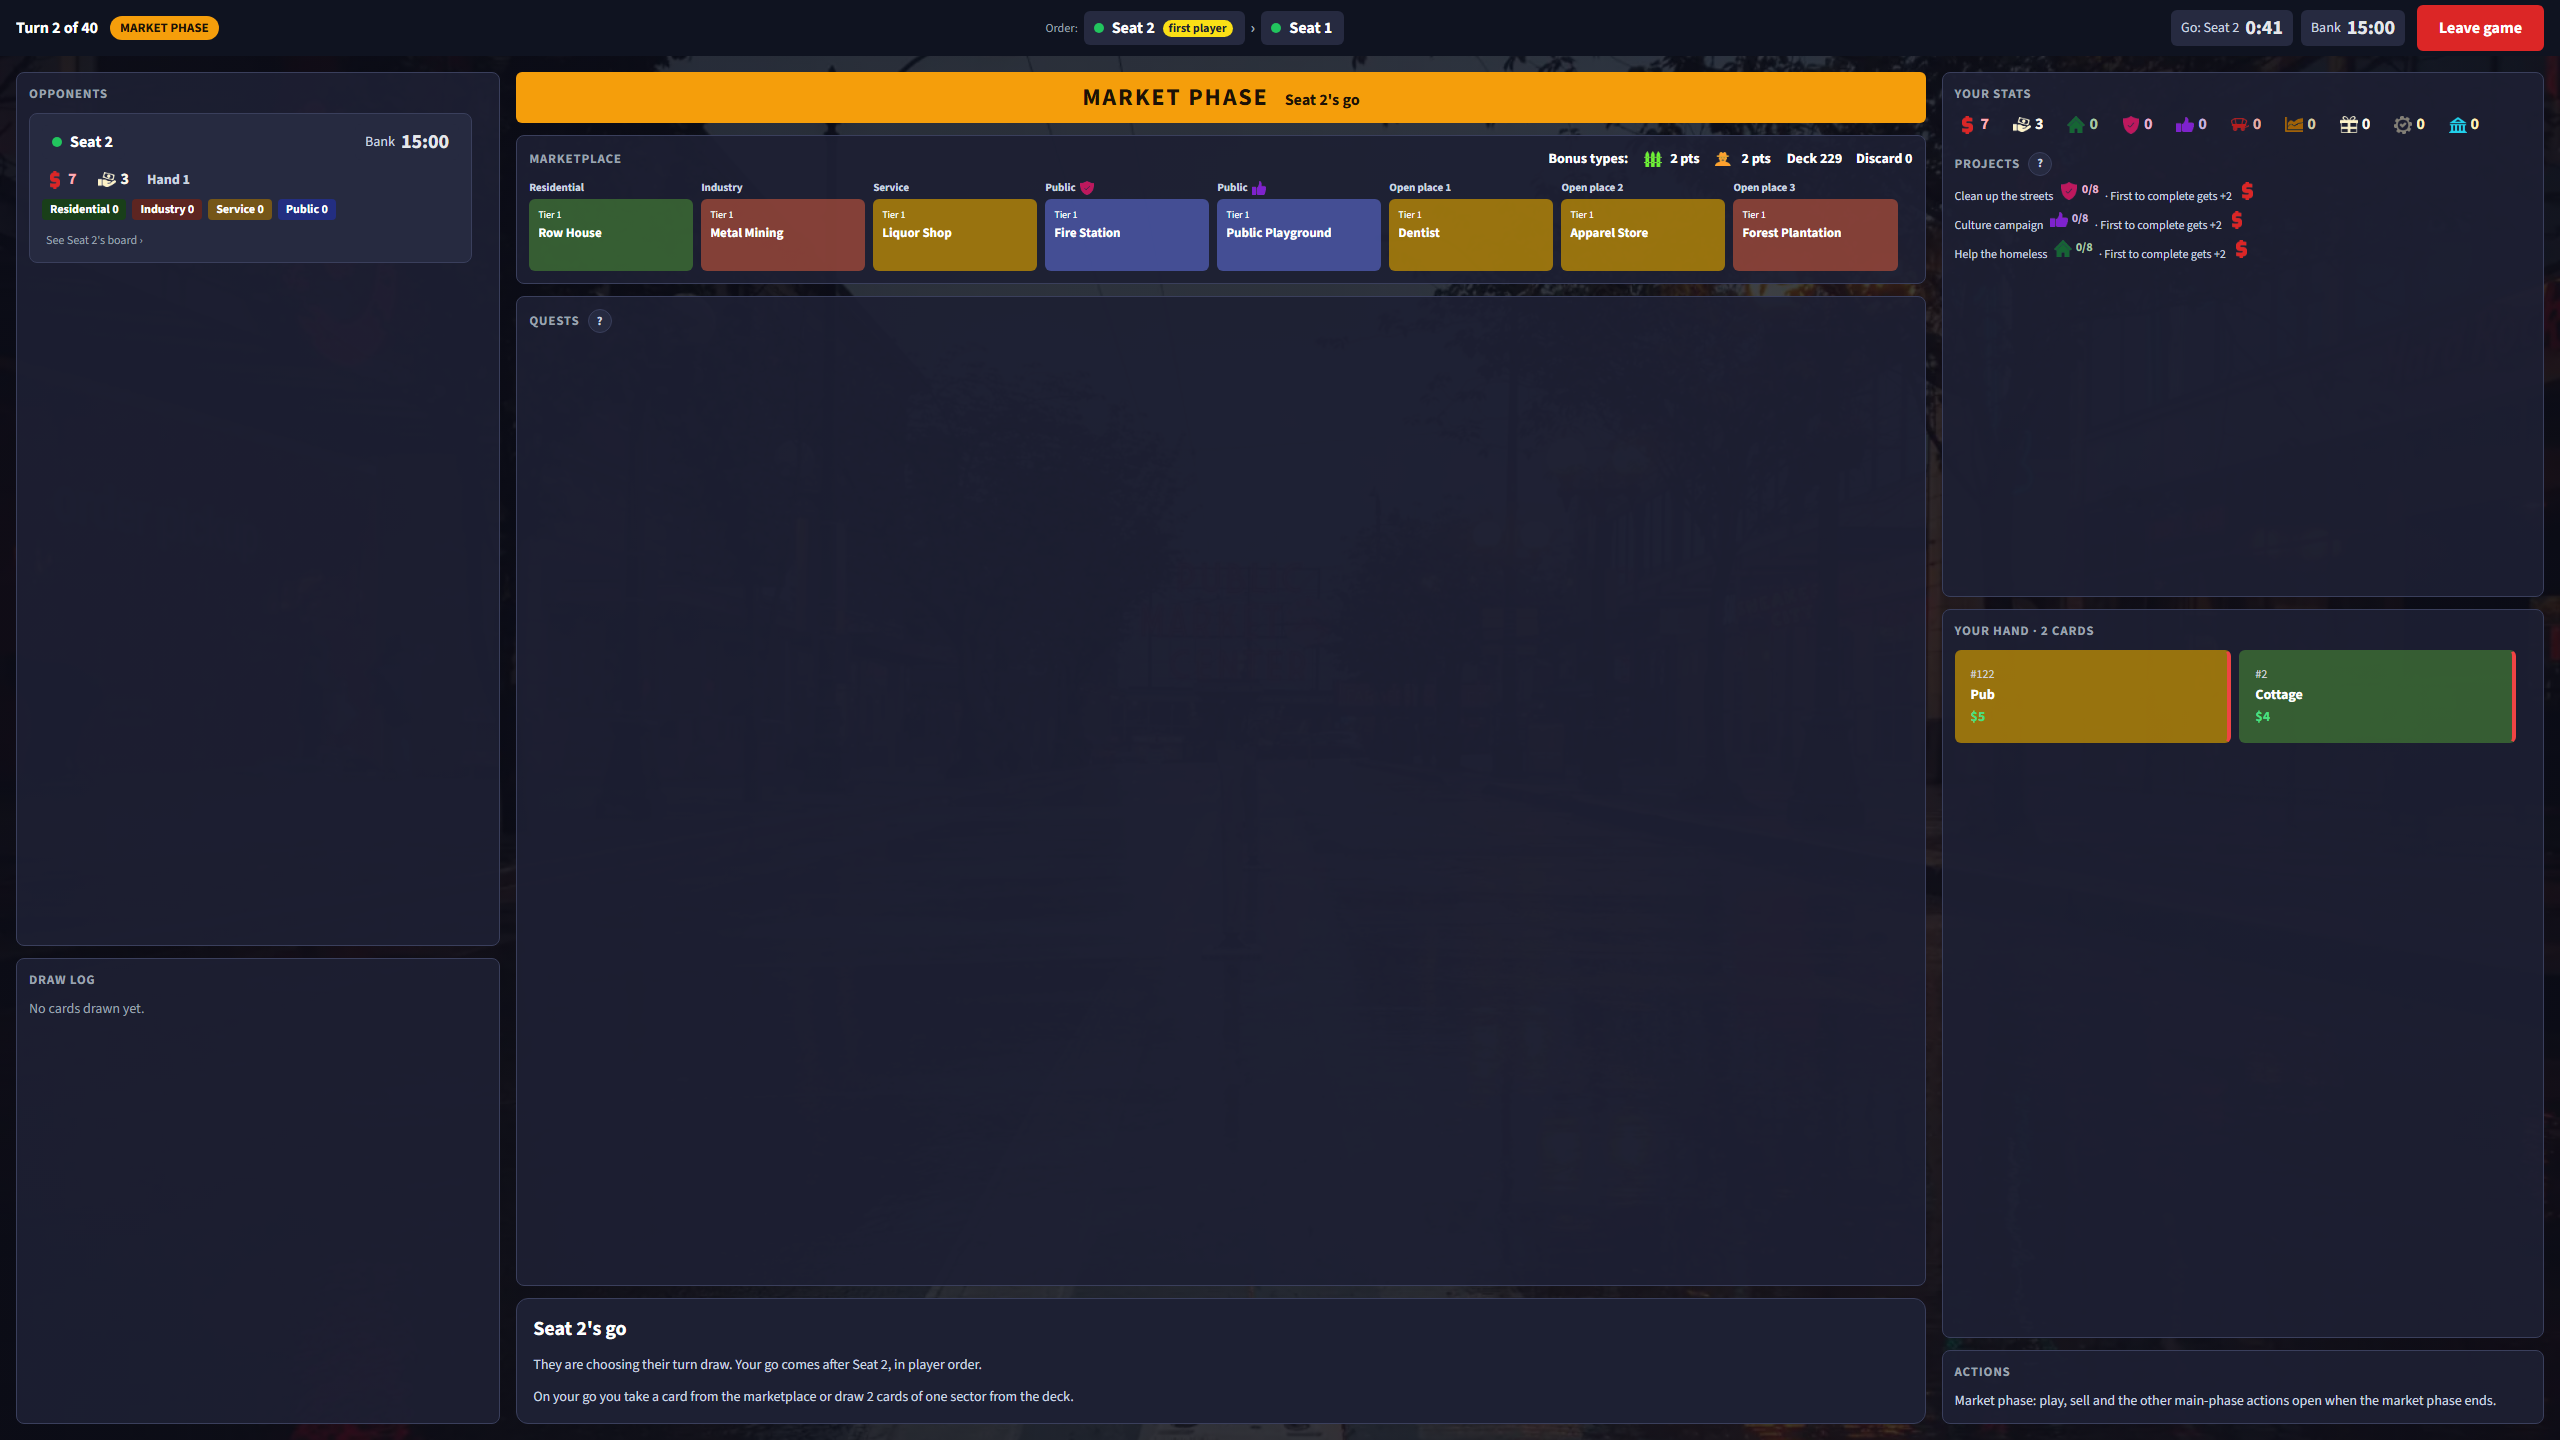 Turn 2 of 40 MARKET PHASE
Order: Seat 2 first player › Seat 1
Go: Seat 2 0:41 Bank 15:00 Leave game
OPPONENTS
Seat 2 Bank 15:00
7 3 Hand 1
Residential 0 Industry 0 Service 0 Public 0
See Seat 2's board ›
DRAW LOG
No cards drawn yet.
MARKET PHASE Seat 2's go
MARKETPLACE Bonus types: 2 pts 2 pts Deck 229 Discard 0
Residential Industry Service Public Public Open place 1 Open place 2 Open place 3
Tier 1 Tier 1 Tier 1 Tier 1 Tier 1 Tier 1 Tier 1 Tier 1
Row House Metal Mining Liquor Shop Fire Station Public Playground Dentist Apparel Store Forest Plantation
QUESTS ?
Seat 2's go
They are choosing their turn draw. Your go comes after Seat 2, in player order.
On your go you take a card from the marketplace or draw 2 cards of one sector from the deck.
YOUR STATS
$ 7 3 0 0 0 0 0 0 0 0
PROJECTS ?
Clean up the streets 0/8 · First to complete gets +2 $
Culture campaign 0/8 · First to complete gets +2 $
Help the homeless 0/8 · First to complete gets +2 $
YOUR HAND · 2 CARDS
#122 #2
Pub Cottage
$5 $4
ACTIONS
Market phase: play, sell and the other main-phase actions open when the market phase ends.